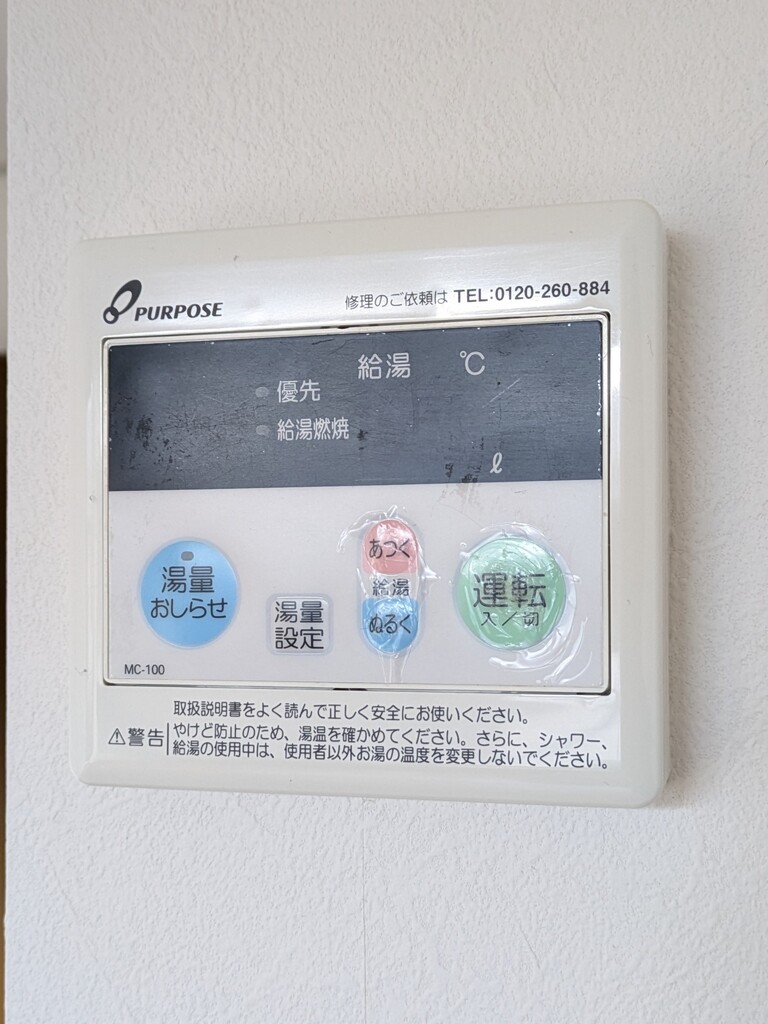 PURPOSE
修理のご依頼は TEL:0120-260-884
給湯 ℃
優先
給湯燃焼
ℓ
湯量
おしらせ
湯量
設定
あつく
給湯
ぬるく
運転
入/切
MC-100
取扱説明書をよく読んで正しく安全にお使いください。
⚠警告
やけど防止のため、湯温を確かめてください。さらに、シャワー、
給湯の使用中は、使用者以外お湯の温度を変更しないでください。